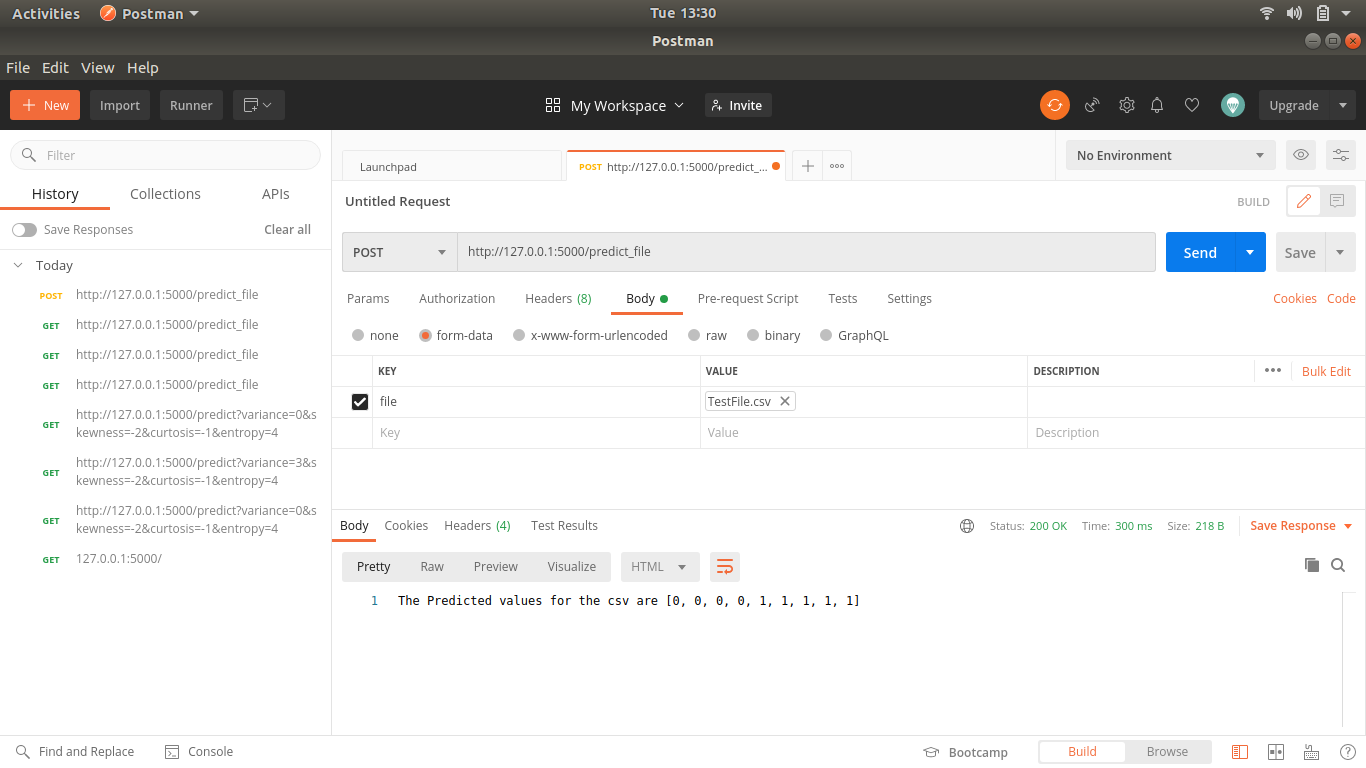 Activities Postman Tue 13:30
Postman
File Edit View Help
New Import Runner My Workspace Invite Upgrade
Filter
History Collections APIs
Save Responses Clear all
Today
POST http://127.0.0.1:5000/predict_file
GET http://127.0.0.1:5000/predict_file
GET http://127.0.0.1:5000/predict_file
GET http://127.0.0.1:5000/predict_file
GET http://127.0.0.1:5000/predict?variance=0&s
kewness=-2&curtosis=-1&entropy=4
GET http://127.0.0.1:5000/predict?variance=3&s
kewness=-2&curtosis=-1&entropy=4
GET http://127.0.0.1:5000/predict?variance=0&s
kewness=-2&curtosis=-1&entropy=4
GET 127.0.0.1:5000/
Launchpad POST http://127.0.0.1:5000/predict_... No Environment
Untitled Request BUILD
POST http://127.0.0.1:5000/predict_file Send Save
Params Authorization Headers (8) Body Pre-request Script Tests Settings Cookies Code
none form-data x-www-form-urlencoded raw binary GraphQL
KEY VALUE DESCRIPTION Bulk Edit
file TestFile.csv
Key Value Description
Body Cookies Headers (4) Test Results Status: 200 OK Time: 300 ms Size: 218 B Save Response
Pretty Raw Preview Visualize HTML
1 The Predicted values for the csv are [0, 0, 0, 0, 1, 1, 1, 1, 1]
Find and Replace Console Bootcamp Build Browse